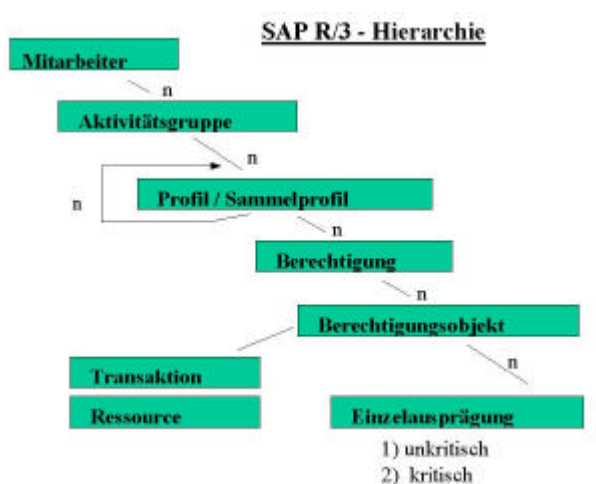 SAP R/3 - Hierarchie
Mitarbeiter
n
Aktivitätsgruppe
n
n
Profil / Sammelprofil
n
Berechtigung
n
Berechtigungsobjekt
n
Transaktion
Ressource
Einzelausprägung
1) unkritisch
2) kritisch